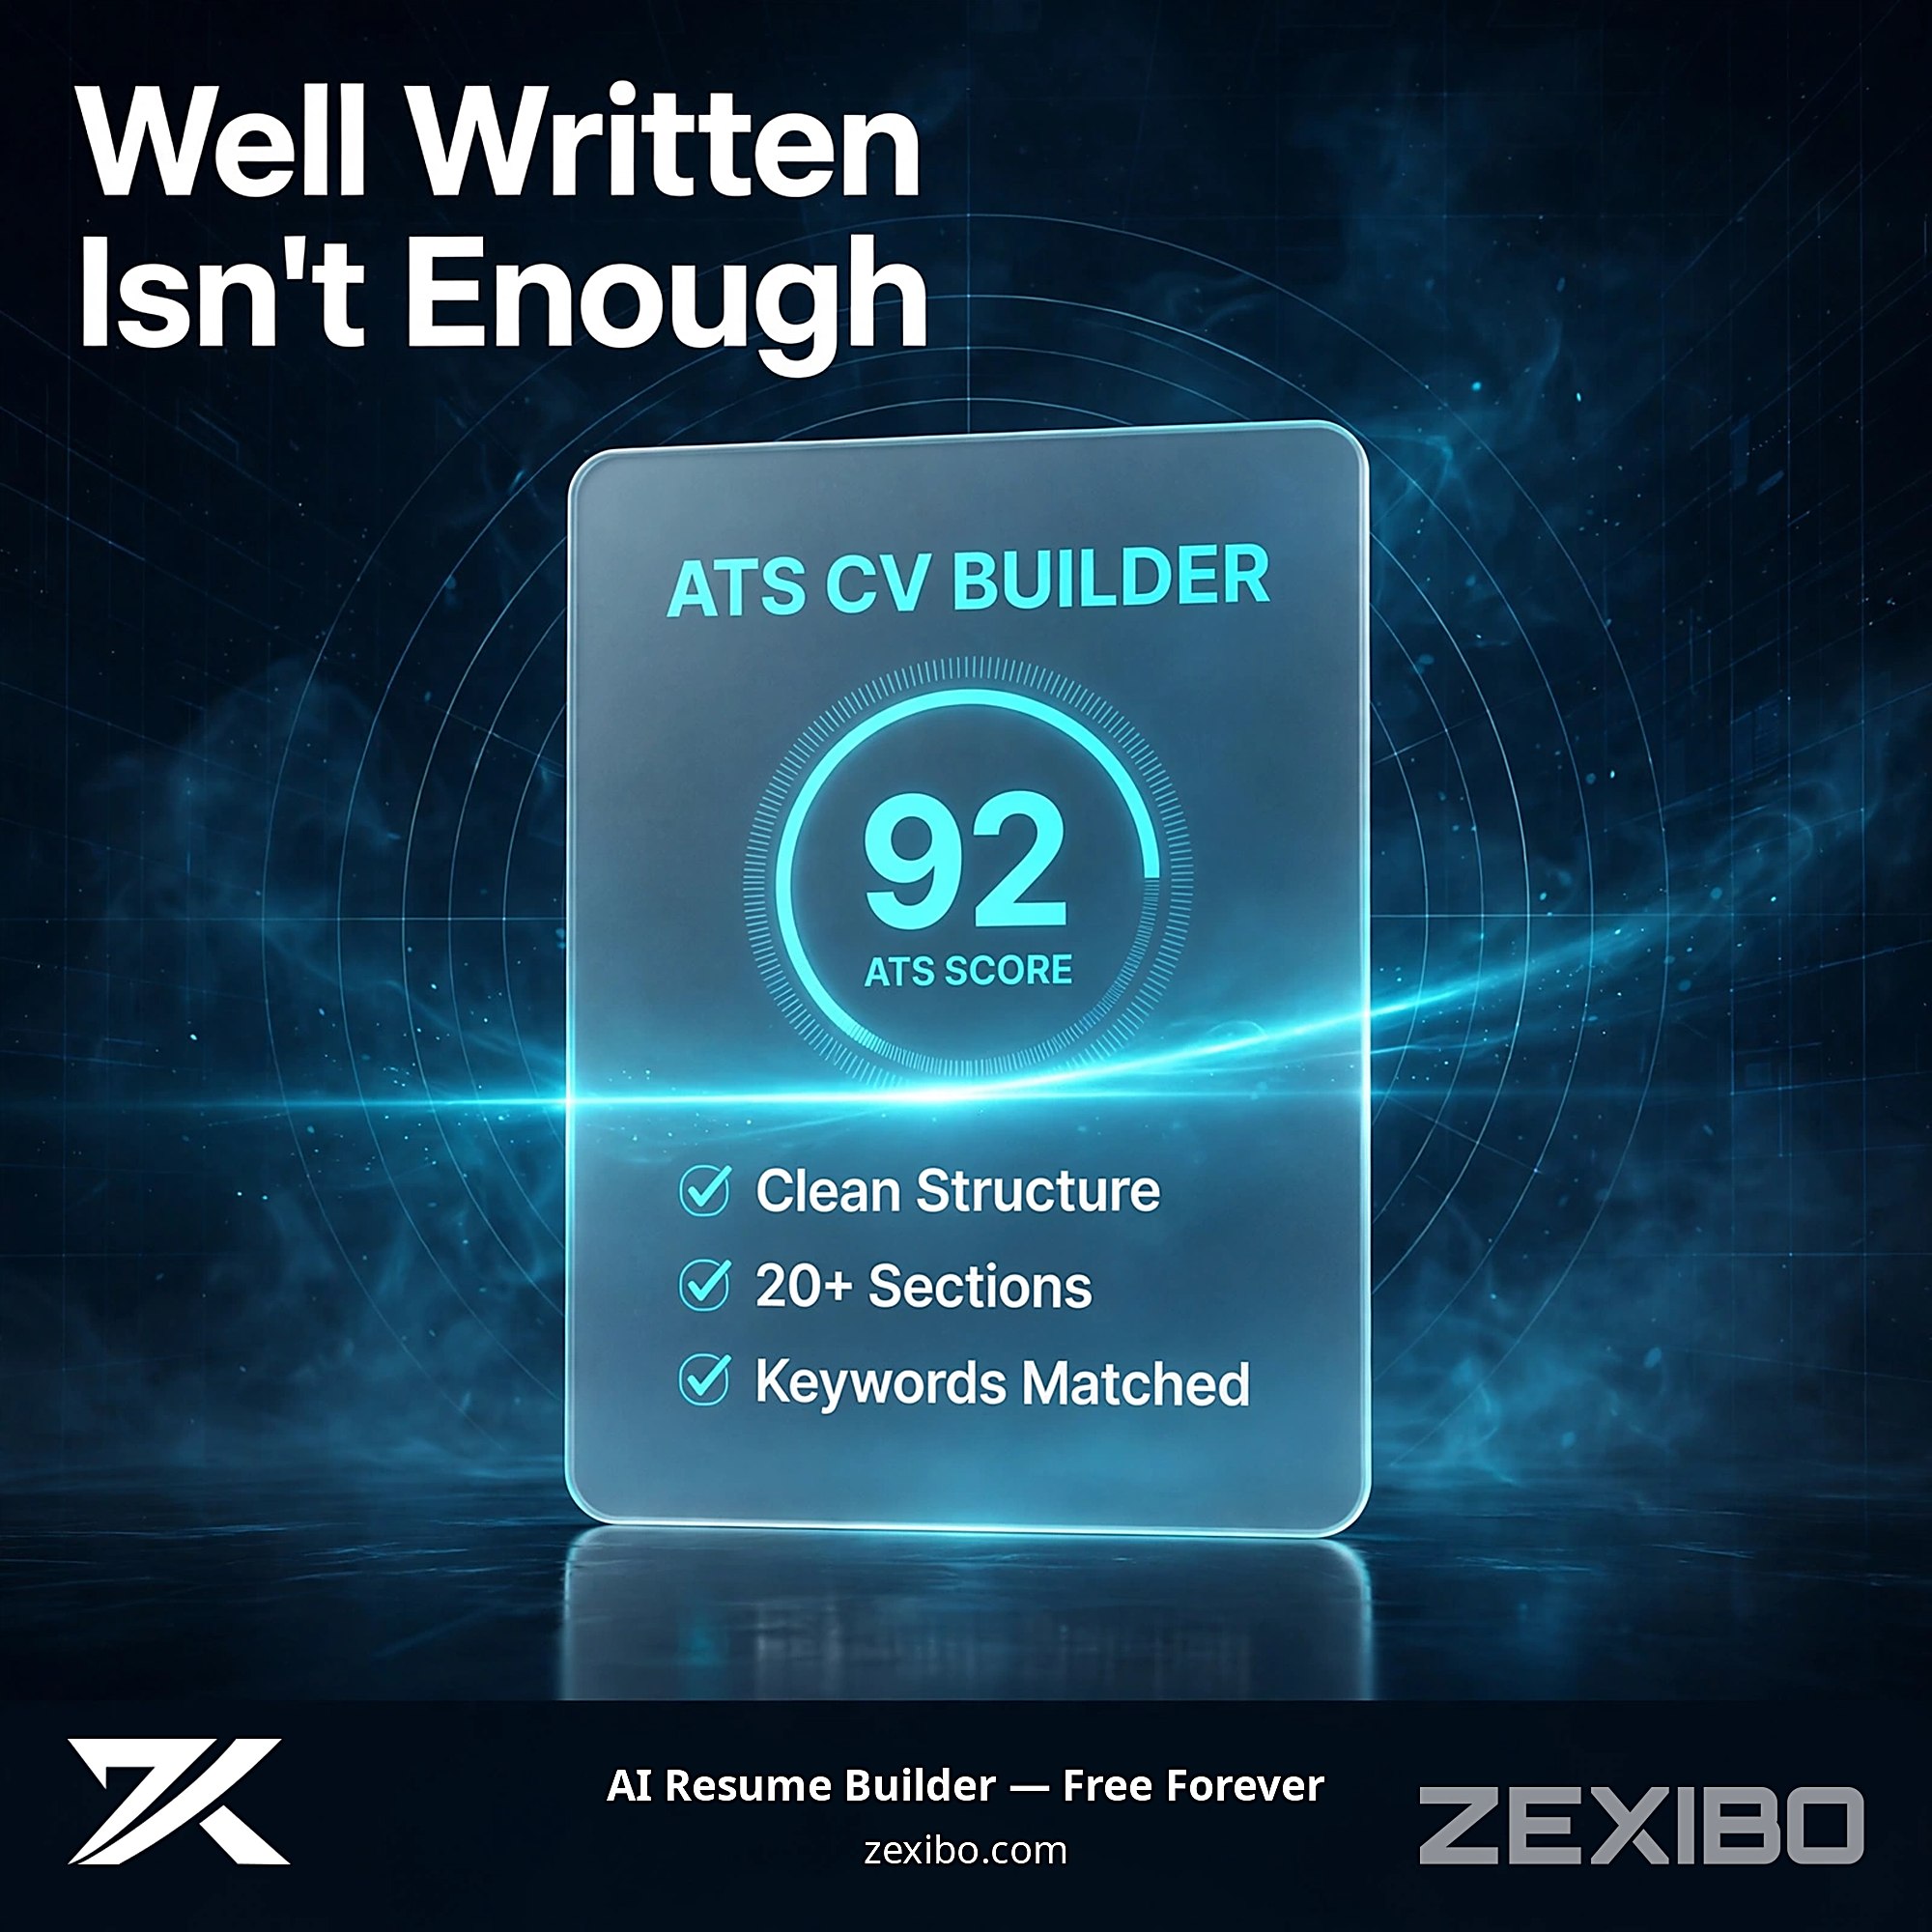 Well Written
Isn't Enough
ATS CV BUILDER
92
ATS SCORE
Clean Structure
20+ Sections
Keywords Matched
AI Resume Builder — Free Forever
zexibo.com
ZEXIBO